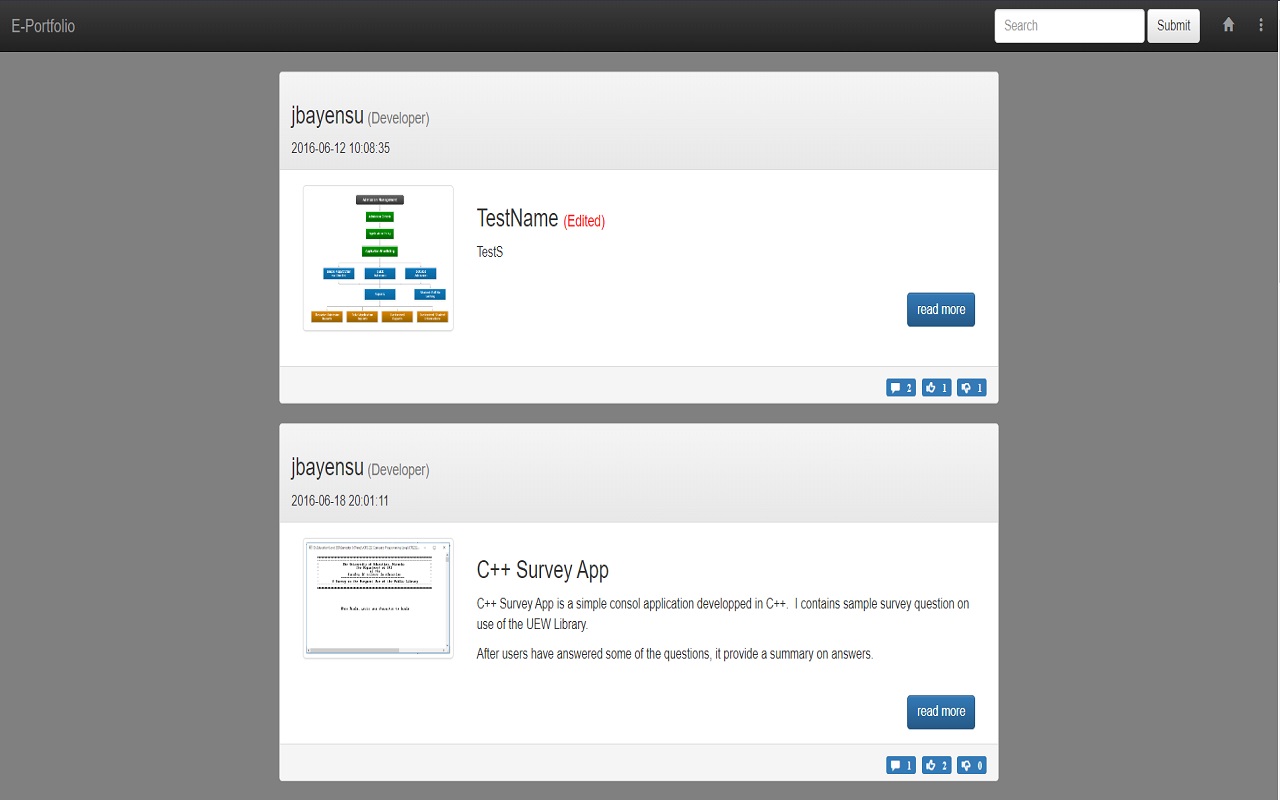 E-Portfolio
Search
Submit
jbayensu (Developer)
2016-06-12 10:08:35
TestName (Edited)
TestS
read more
2
1
1
jbayensu (Developer)
2016-06-18 20:01:11
C++ Survey App
C++ Survey App is a simple consol application developped in C++. I contains sample survey question on
use of the UEW Library.
After users have answered some of the questions, it provide a summary on answers.
read more
1
2
0